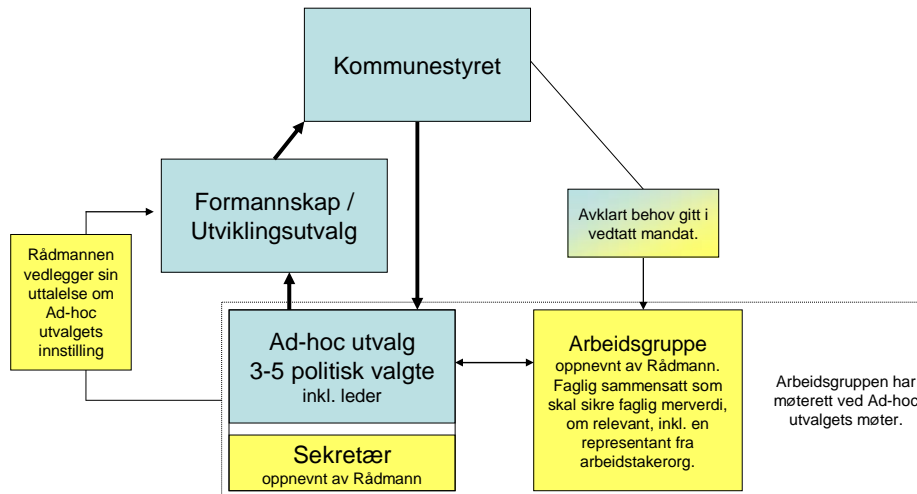 Kommunestyret
Formannskap /
Utviklingsutvalg
Avklart behov gitt i
vedtatt mandat.
Rådmannen
vedlegger sin
uttalelse om
Ad-hoc
utvalgets
innstilling
Ad-hoc utvalg
3-5 politisk valgte
inkl. leder
Sekretær
oppnevnt av Rådmann
Arbeidsgruppe
oppnevnt av Rådmann.
Faglig sammensatt som
skal sikre faglig merverdi,
om relevant, inkl. en
representant fra
arbeidstakerorg.
Arbeidsgruppen har
møterett ved Ad-hoc
utvalgets møter.